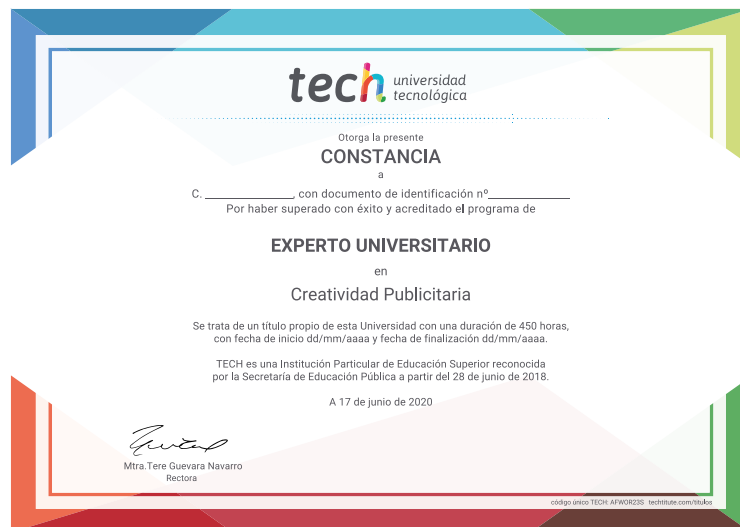 tech universidad
tecnológica
Otorga la presente
CONSTANCIA
a
C. ______________, con documento de identificación nº______________
Por haber superado con éxito y acreditado el programa de
EXPERTO UNIVERSITARIO
en
Creatividad Publicitaria
Se trata de un título propio de esta Universidad con una duración de 450 horas,
con fecha de inicio dd/mm/aaaa y fecha de finalización dd/mm/aaaa.
TECH es una Institución Particular de Educación Superior reconocida
por la Secretaría de Educación Pública a partir del 28 de junio de 2018.
A 17 de junio de 2020
Mtra.Tere Guevara Navarro
Rectora
código único TECH: AFWOR23S techtitute.com/titulos